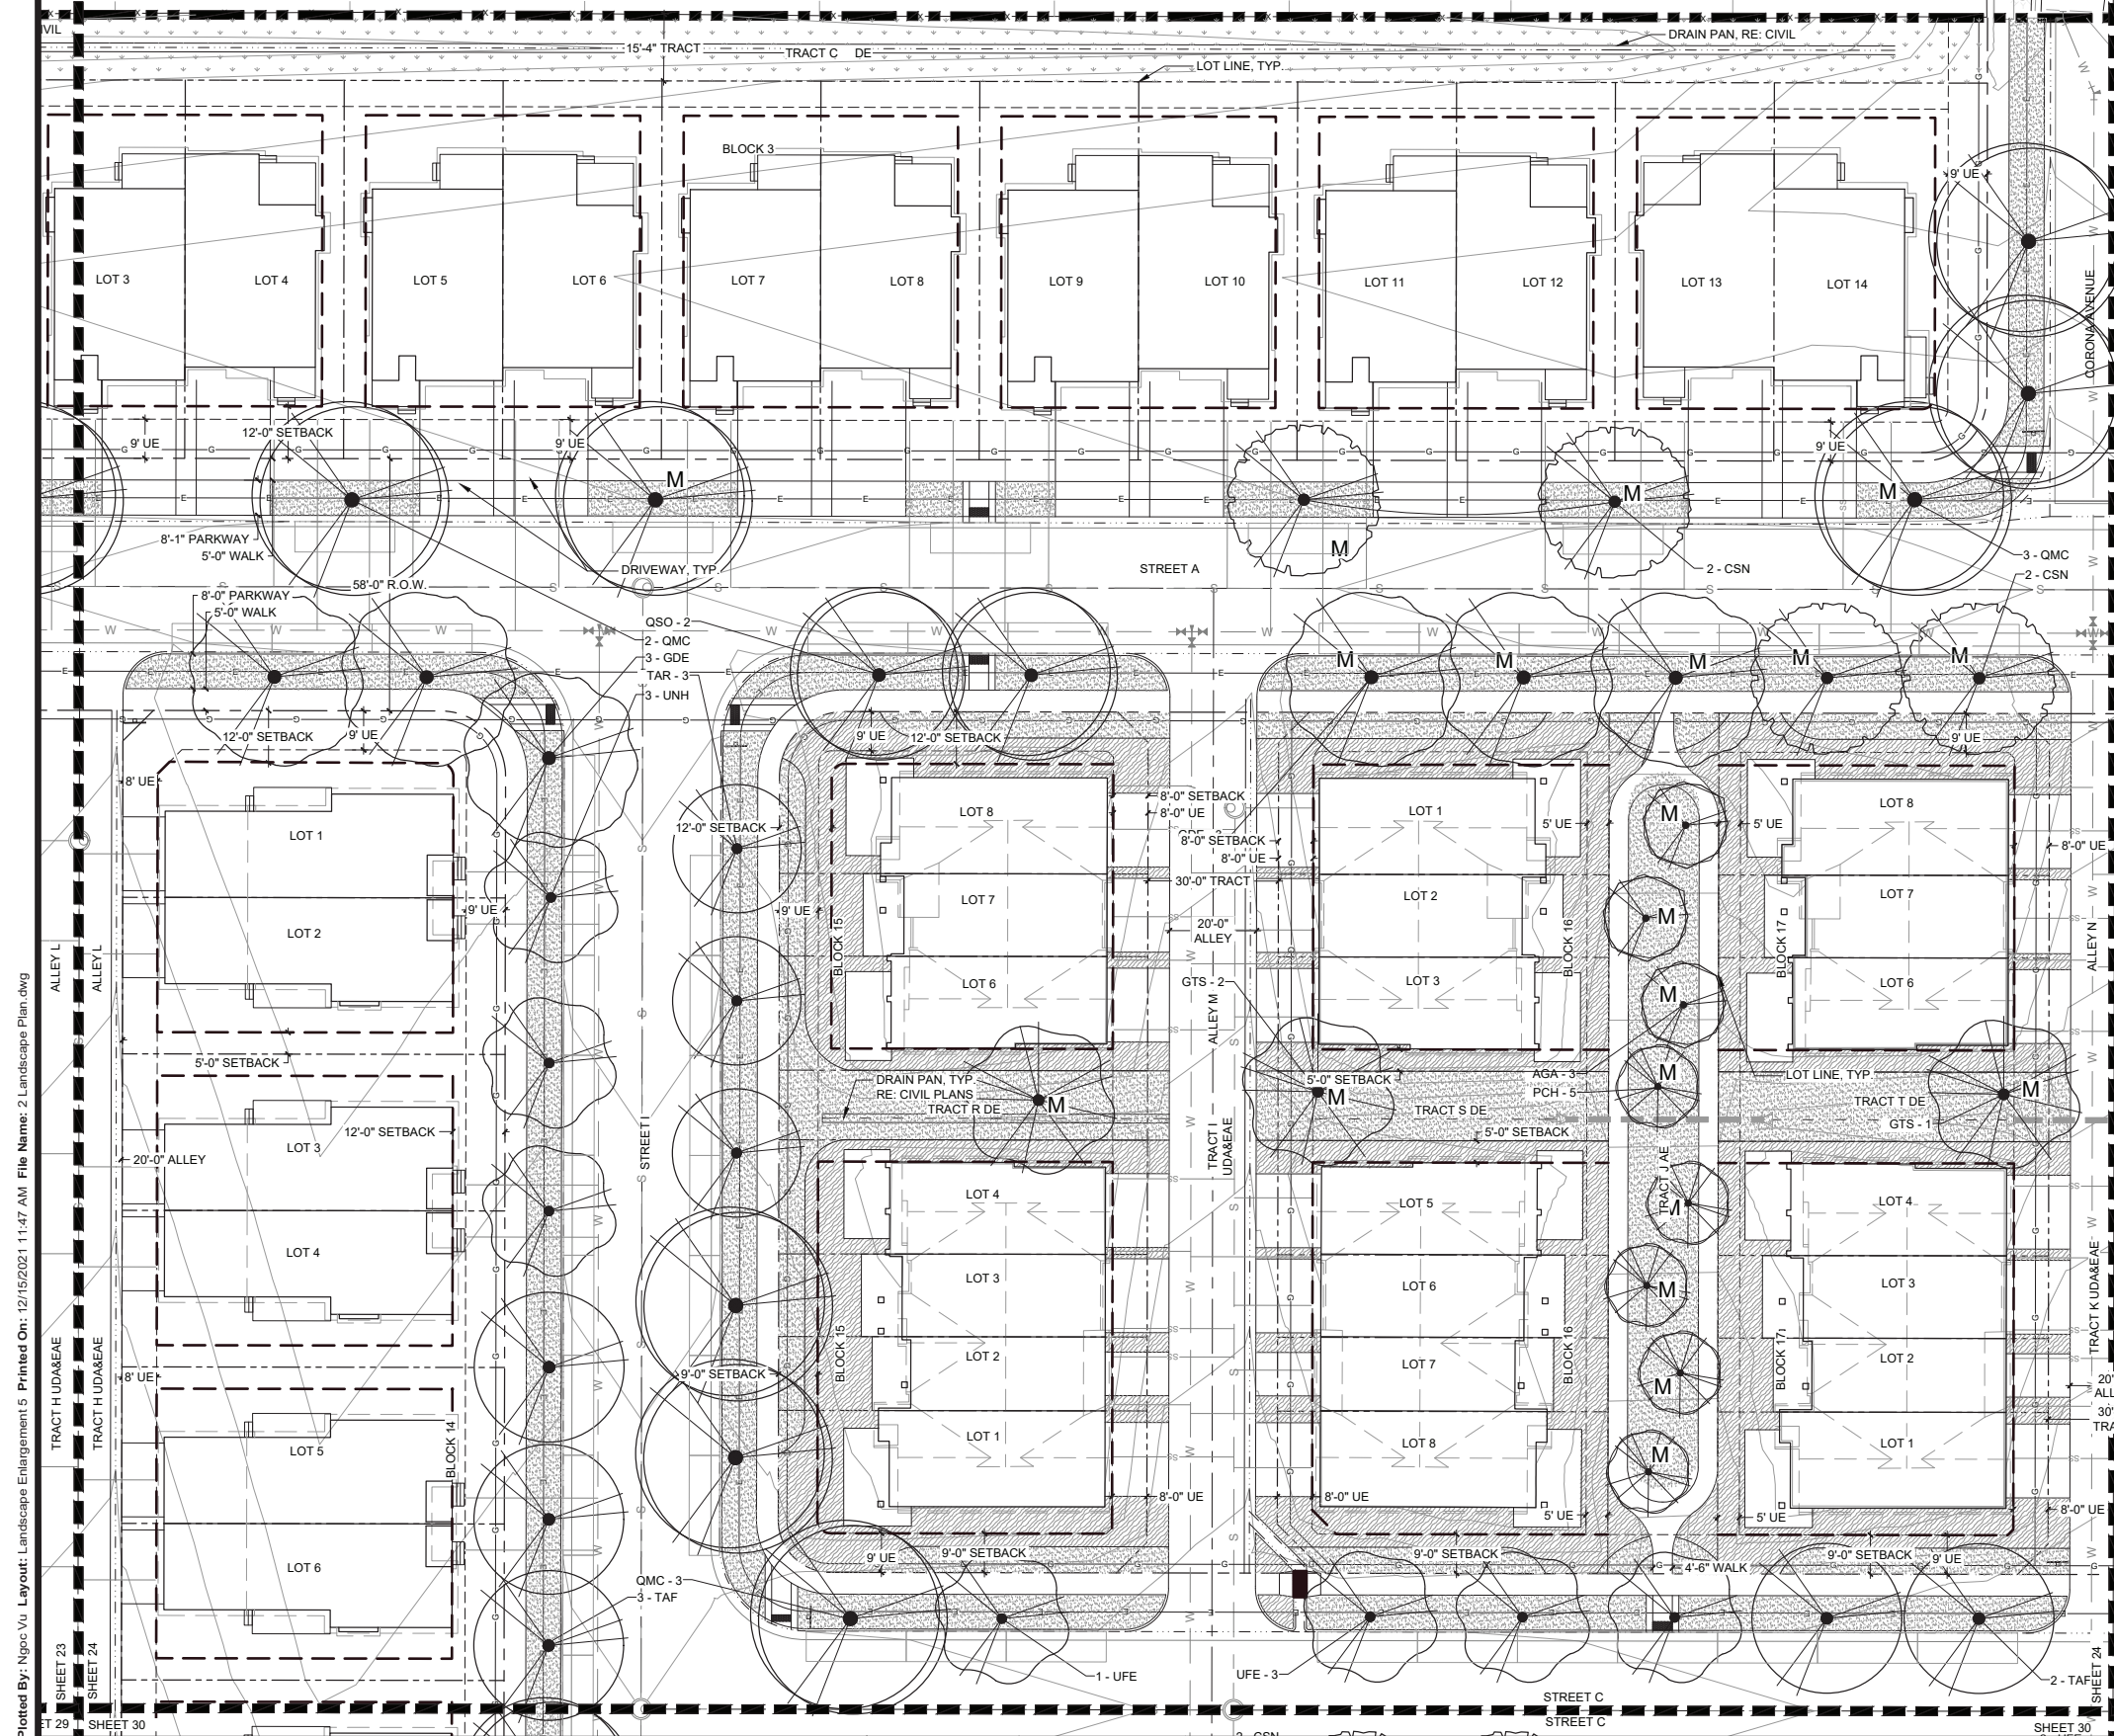 IVIL
15'-4" TRACT
TRACT C DE
DRAIN PAN, RE: CIVIL
LOT LINE, TYP.
BLOCK 3
9' UE
CORONA AVENUE
LOT 3
LOT 4
LOT 5
LOT 6
LOT 7
LOT 8
LOT 9
LOT 10
LOT 11
LOT 12
LOT 13
LOT 14
9' UE
12'-0" SETBACK
9' UE
9' UE
M
M
M
M
8'-1" PARKWAY
5'-0" WALK
DRIVEWAY, TYP.
STREET A
2 - CSN
3 - QMC
2 - CSN
58'-0" R.O.W.
8'-0" PARKWAY
5'-0" WALK
QSO - 2
2 - QMC
3 - GDE
TAR - 3
3 - UNH
M
M
M
M
M
12'-0" SETBACK
9' UE
9' UE
12'-0" SETBACK
9' UE
8' UE
LOT 1
LOT 2
9' UE
5'-0" SETBACK
LOT 3
12'-0" SETBACK
20'-0" ALLEY
LOT 4
8' UE
LOT 5
BLOCK 14
LOT 6
ALLEY L
ALLEY L
TRACT H UDA&EAE
TRACT H UDA&EAE
SHEET 23
SHEET 24
12'-0" SETBACK
9' UE
STREET I
9'-0" SETBACK
LOT 8
LOT 7
BLOCK 15
LOT 6
DRAIN PAN, TYP.
RE: CIVIL PLANS
TRACT R DE
M
LOT 4
LOT 3
BLOCK 15
LOT 2
LOT 1
9' UE
9'-0" SETBACK
QMC - 3
3 - TAF
1 - UFE
8'-0" SETBACK
8'-0" UE
8'-0" SETBACK
8'-0" UE
30'-0" TRACT
20'-0"
ALLEY
GTS - 2
ALLEY M
TRACT I
UDA&EAE
8'-0" UE
8'-0" UE
LOT 1
LOT 2
BLOCK 16
LOT 3
5' UE
5' UE
5'-0" SETBACK
M
AGA - 3
PCH - 5
TRACT S DE
5'-0" SETBACK
LOT 5
LOT 6
LOT 7
BLOCK 16
LOT 8
5' UE
5' UE
9'-0" SETBACK
4'-6" WALK
UFE - 3
M
M
M
M
M
M
M
M
TRACT J AE
LOT 8
LOT 7
BLOCK 17
LOT 6
8'-0" UE
LOT LINE, TYP.
M
TRACT T DE
GTS - 1
LOT 4
LOT 3
BLOCK 17
LOT 2
LOT 1
8'-0" UE
9'-0" SETBACK
9' UE
2 - TAF
ALLEY N
TRACT K UDA&EAE
20'
ALL
30'
TRA
SHEET 24
STREET C
STREET C
ET 29
SHEET 30
2 - CSN
SHEET 30
Plotted By: Ngoc Vu Layout: Landscape Enlargement 5 Printed On: 12/15/2021 11:47 AM File Name: 2 Landscape Plan.dwg